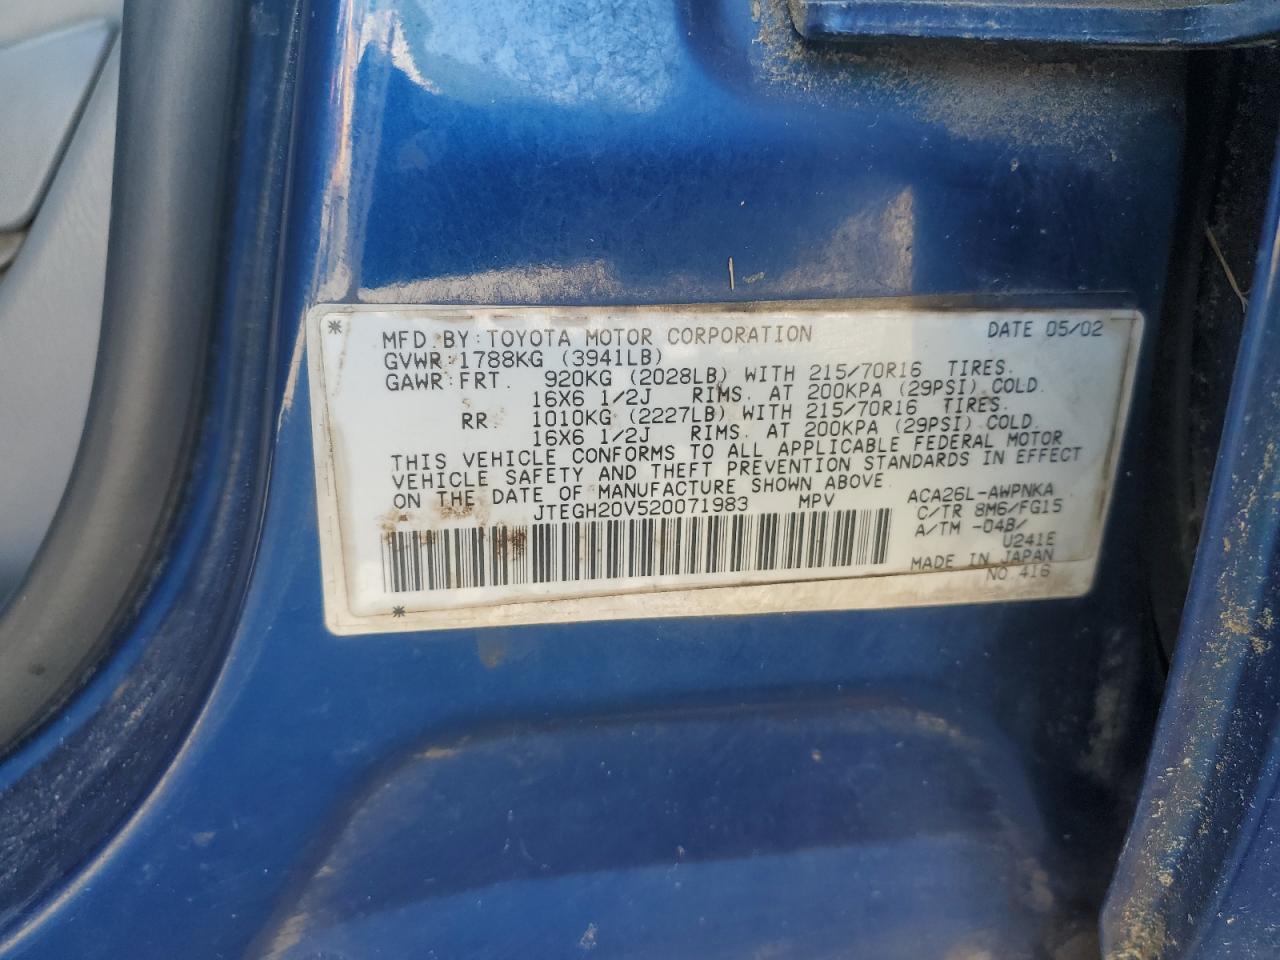 MFD. BY: TOYOTA MOTOR CORPORATION DATE 05/02
GVWR: 1788KG (3941LB)
GAWR: FRT. 920KG (2028LB) WITH 215/70R16 TIRES.
16X6 1/2J RIMS. AT 200KPA (29PSI) COLD.
RR. 1010KG (2227LB) WITH 215/70R16 TIRES.
16X6 1/2J RIMS. AT 200KPA (29PSI) COLD.
THIS VEHICLE CONFORMS TO ALL APPLICABLE FEDERAL MOTOR
VEHICLE SAFETY AND THEFT PREVENTION STANDARDS IN EFFECT
ON THE DATE OF MANUFACTURE SHOWN ABOVE.
JTEGH20V520071983 MPV
ACA26L-AWPNKA
C/TR 8M6/FG15
A/TM -04B/
U241E
MADE IN JAPAN
NO.416